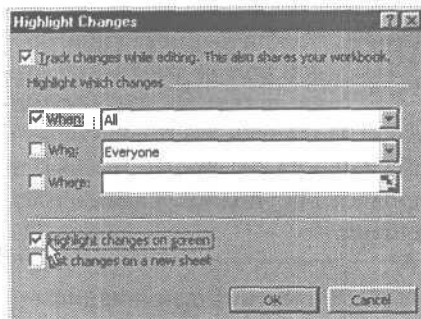 Highlight Changes
Track changes while editing. This also shares your workbook.
Highlight which changes
When: All
Who: Everyone
Where:
Highlight changes on screen
List changes on a new sheet
OK Cancel